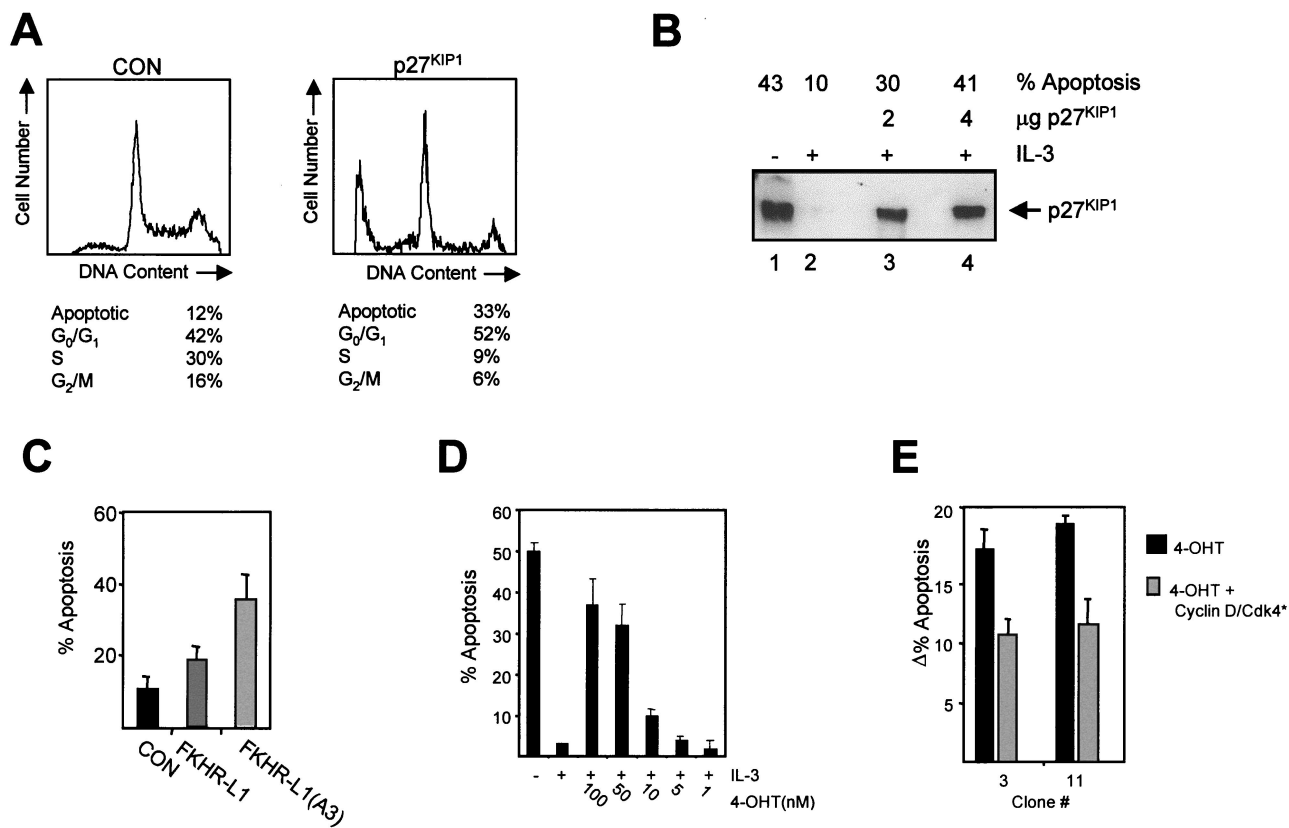 A
CON
Cell Number
DNA Content
Apoptotic 12%
G0/G1 42%
S 30%
G2/M 16%
p27KIP1
Cell Number
DNA Content
Apoptotic 33%
G0/G1 52%
S 9%
G2/M 6%
B
43 10 30 41 % Apoptosis
2 4 µg p27KIP1
- + + + IL-3
p27KIP1
1 2 3 4
C
% Apoptosis
60
40
20
CON
FKHR-L1
FKHR-L1(A3)
D
% Apoptosis
60
50
40
30
20
10
- + + + + + + IL-3
100 50 10 5 1 4-OHT(nM)
E
Δ% Apoptosis
20
15
10
5
3 11
Clone #
4-OHT
4-OHT +
Cyclin D/Cdk4*